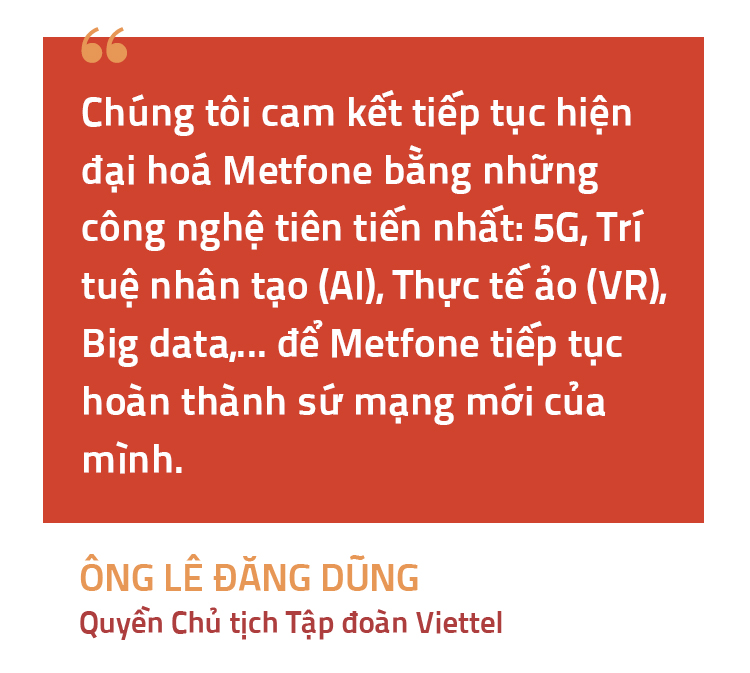 “
Chúng tôi cam kết tiếp tục hiện
đại hoá Metfone bằng những
công nghệ tiên tiến nhất: 5G, Trí
tuệ nhân tạo (AI), Thực tế ảo (VR),
Big data,... để Metfone tiếp tục
hoàn thành sứ mạng mới của
mình.
ÔNG LÊ ĐĂNG DŨNG
Quyền Chủ tịch Tập đoàn Viettel